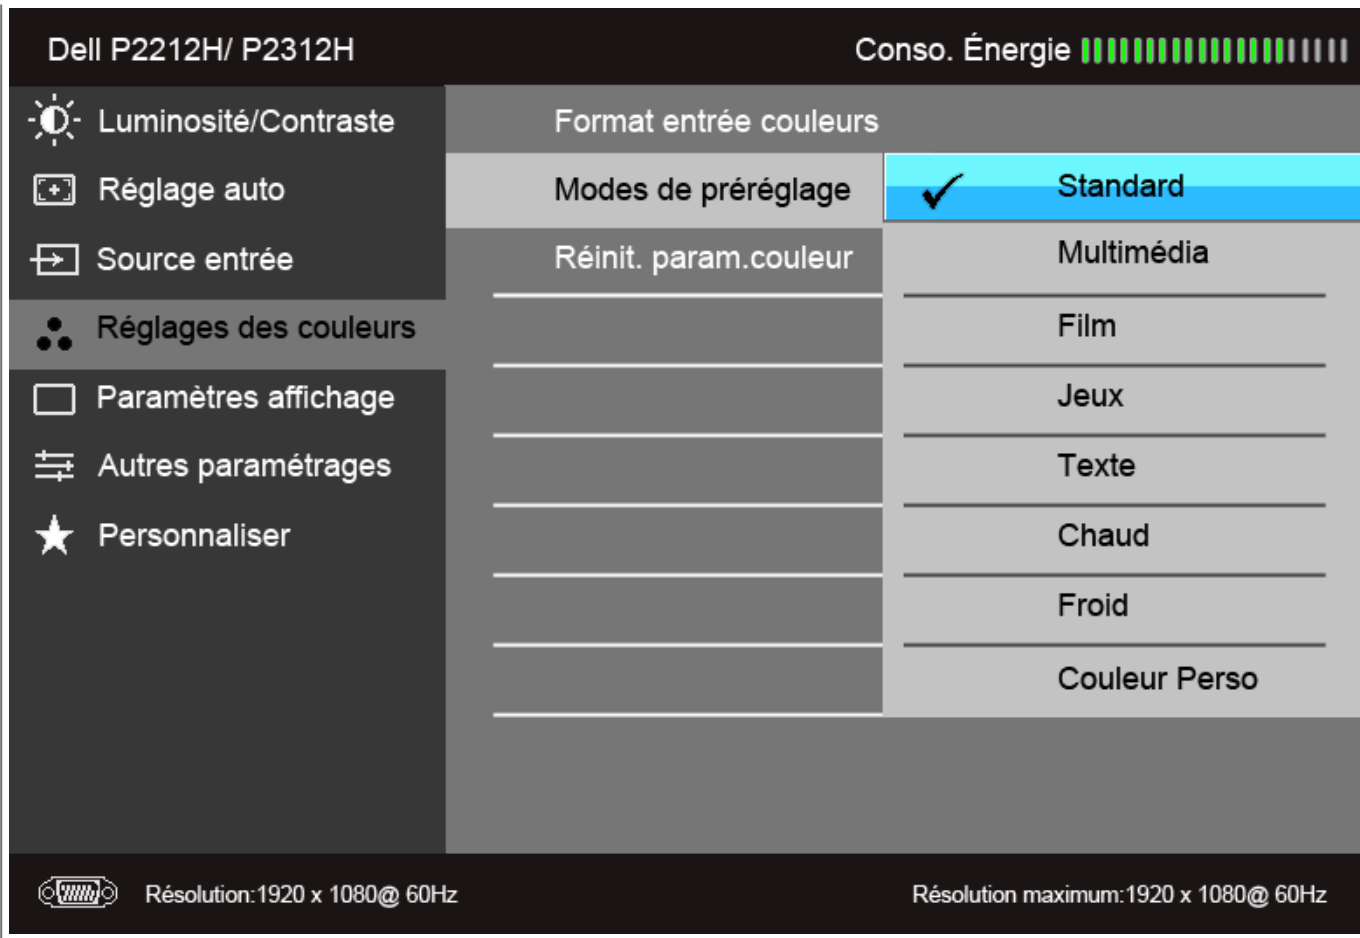 Dell P2212H/ P2312H
Conso. Énergie
Luminosité/Contraste
Format entrée couleurs
Réglage auto
Modes de préréglage
Standard
Source entrée
Réinit. param.couleur
Multimédia
Réglages des couleurs
Film
Paramètres affichage
Jeux
Autres paramétrages
Texte
Personnaliser
Chaud
Froid
Couleur Perso
Résolution:1920 x 1080@ 60Hz
Résolution maximum:1920 x 1080@ 60Hz